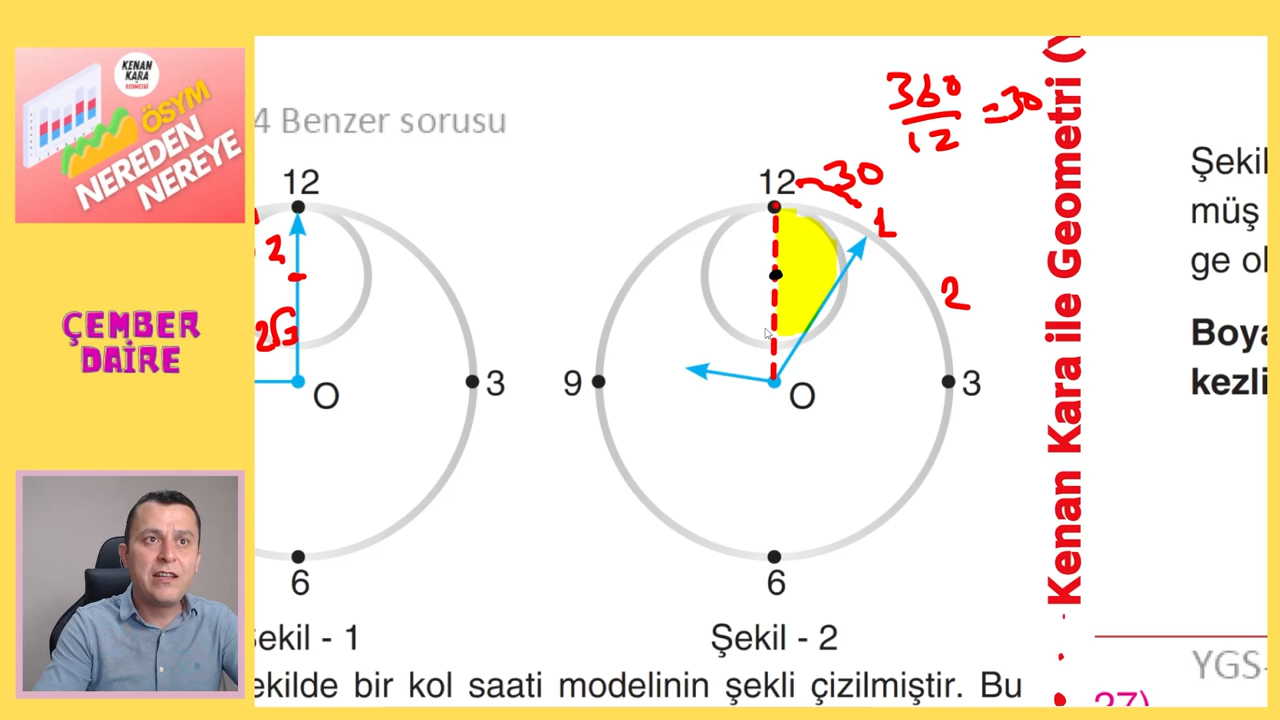 KENAN
KARA
ÖSYM
NEREDEN
NEREYE
ÇEMBER
DAİRE
4 Benzer sorusu
12
2
2√3
O
3
6
Şekil - 1
360
12
=30
12
30
1
2
9
O
3
6
Şekil - 2
ekilde bir kol saati modelinin şekli çizilmiştir. Bu
Kenan Kara ile Geometri (
Şekil
müş
ge ol
Boya
kezli
YGS-
27)